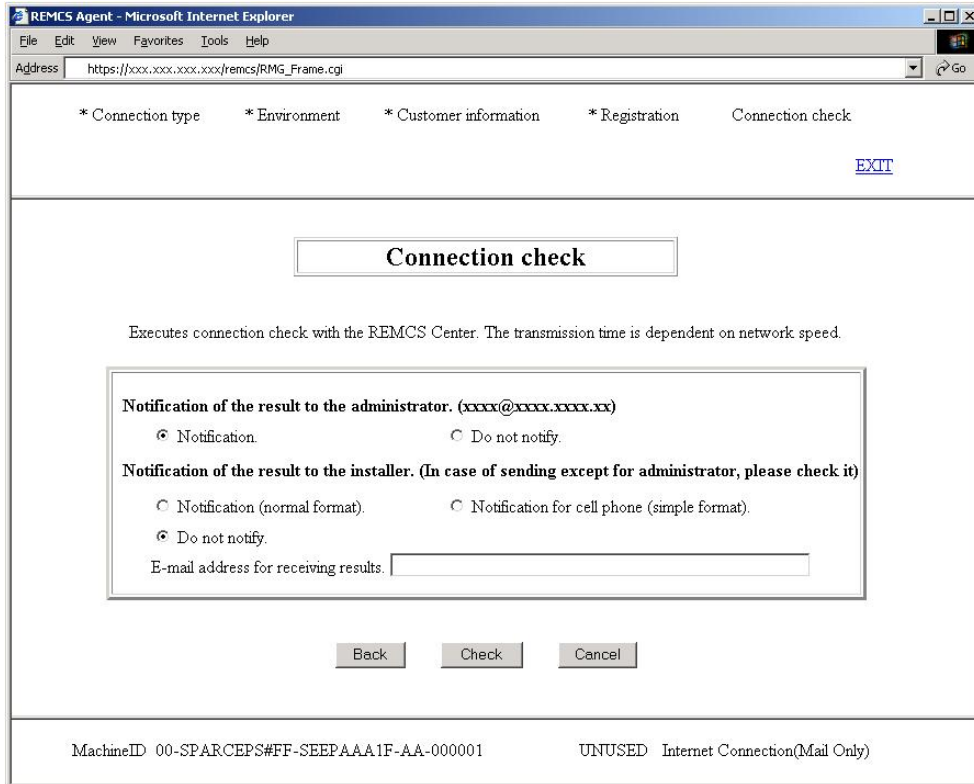 REMCS Agent - Microsoft Internet Explorer
File Edit View Favorites Tools Help
Address https://xxx.xxx.xxx.xxx/remcs/RMG_Frame.cgi Go
* Connection type * Environment * Customer information * Registration Connection check
EXIT
Connection check
Executes connection check with the REMCS Center. The transmission time is dependent on network speed.
Notification of the result to the administrator. (xxxx@xxxx.xxxx.xx)
Notification. Do not notify.
Notification of the result to the installer. (In case of sending except for administrator, please check it)
Notification (normal format). Notification for cell phone (simple format).
Do not notify.
E-mail address for receiving results.
Back Check Cancel
MachineID 00-SPARCEPS#FF-SEEPAAA1F-AA-000001 UNUSED Internet Connection(Mail Only)